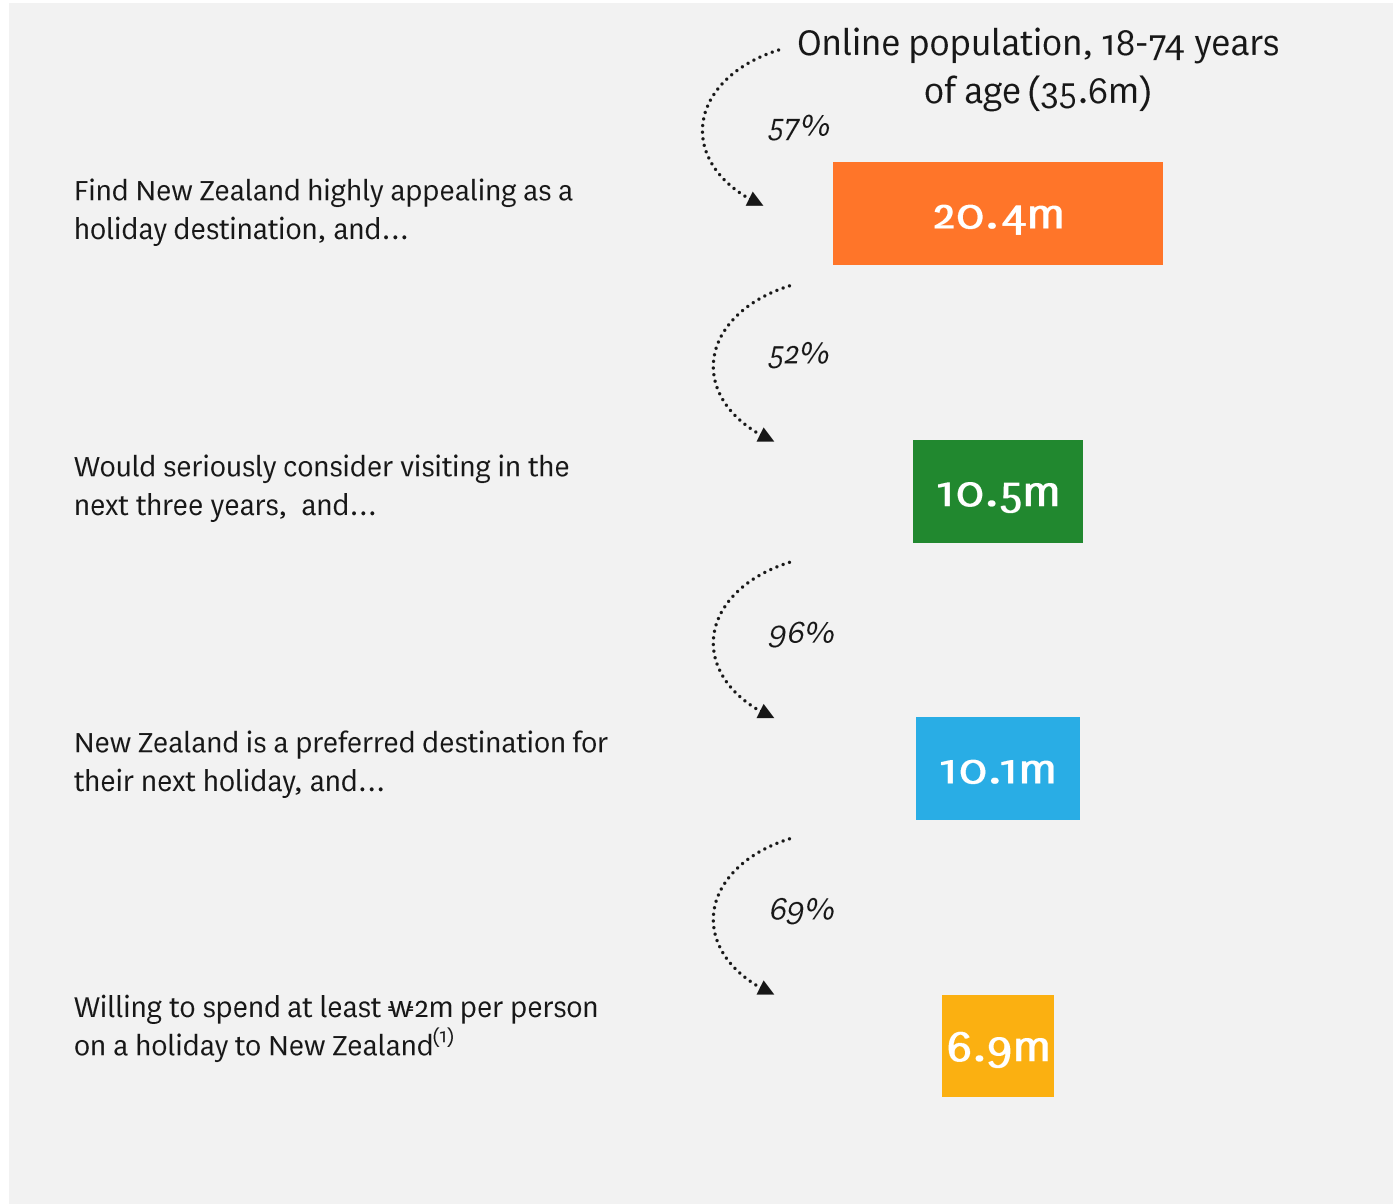 Online population, 18-74 years
of age (35.6m)
57%
Find New Zealand highly appealing as a
holiday destination, and...
20.4m
52%
Would seriously consider visiting in the
next three years,  and...
10.5m
96%
New Zealand is a preferred destination for
their next holiday, and...
10.1m
69%
Willing to spend at least ₩2m per person
on a holiday to New Zealand(1)
6.9m